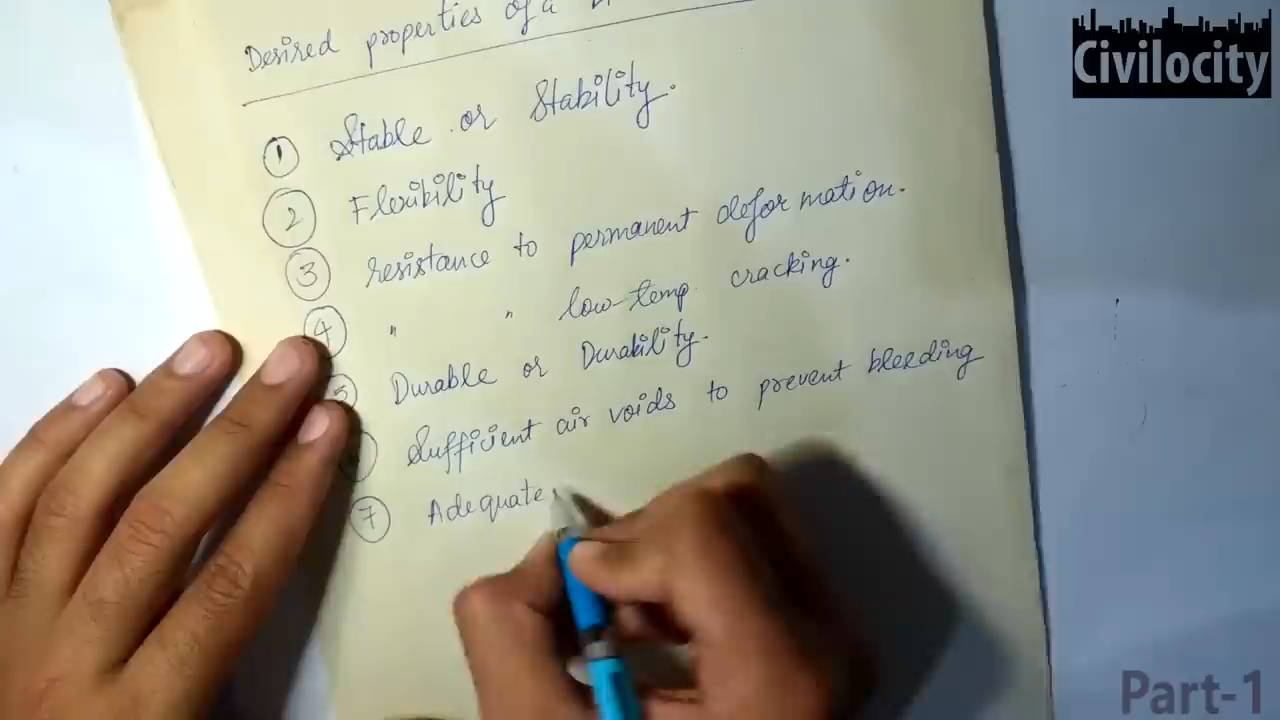 Desired properties of a
① Stable or Stability.
② Flexibility
③ resistance to permanent deformation.
④ " " low-temp cracking.
5 Durable or Durability.
Sufficient air voids to prevent bleeding
⑦ Adequate
Civilocity
Part-1